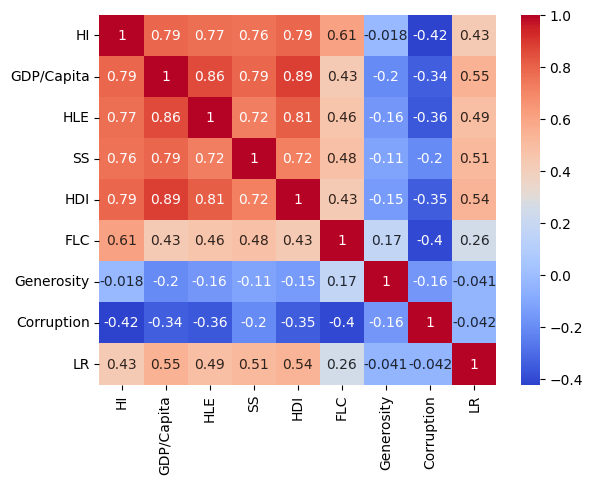 HI 1 0.79 0.77 0.76 0.79 0.61 -0.018 -0.42 0.43
GDP/Capita 0.79 1 0.86 0.79 0.89 0.43 -0.2 -0.34 0.55
HLE 0.77 0.86 1 0.72 0.81 0.46 -0.16 -0.36 0.49
SS 0.76 0.79 0.72 1 0.72 0.48 -0.11 -0.2 0.51
HDI 0.79 0.89 0.81 0.72 1 0.43 -0.15 -0.35 0.54
FLC 0.61 0.43 0.46 0.48 0.43 1 0.17 -0.4 0.26
Generosity -0.018 -0.2 -0.16 -0.11 -0.15 0.17 1 -0.16 -0.041
Corruption -0.42 -0.34 -0.36 -0.2 -0.35 -0.4 -0.16 1 -0.042
LR 0.43 0.55 0.49 0.51 0.54 0.26 -0.041 -0.042 1
HI GDP/Capita HLE SS HDI FLC Generosity Corruption LR
1.0
0.8
0.6
0.4
0.2
0.0
−0.2
−0.4